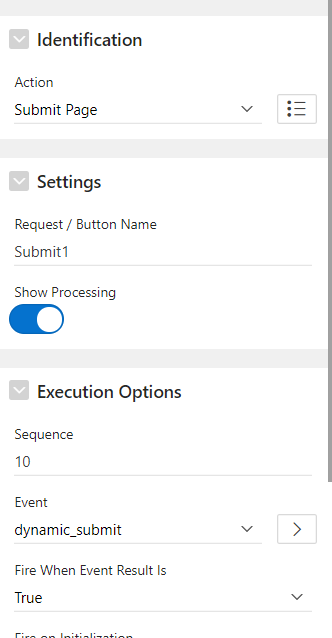 Identification
Action
Submit Page
Settings
Request / Button Name
Submit1
Show Processing
Execution Options
Sequence
10
Event
dynamic_submit
Fire When Event Result Is
True
Fire on Initialization